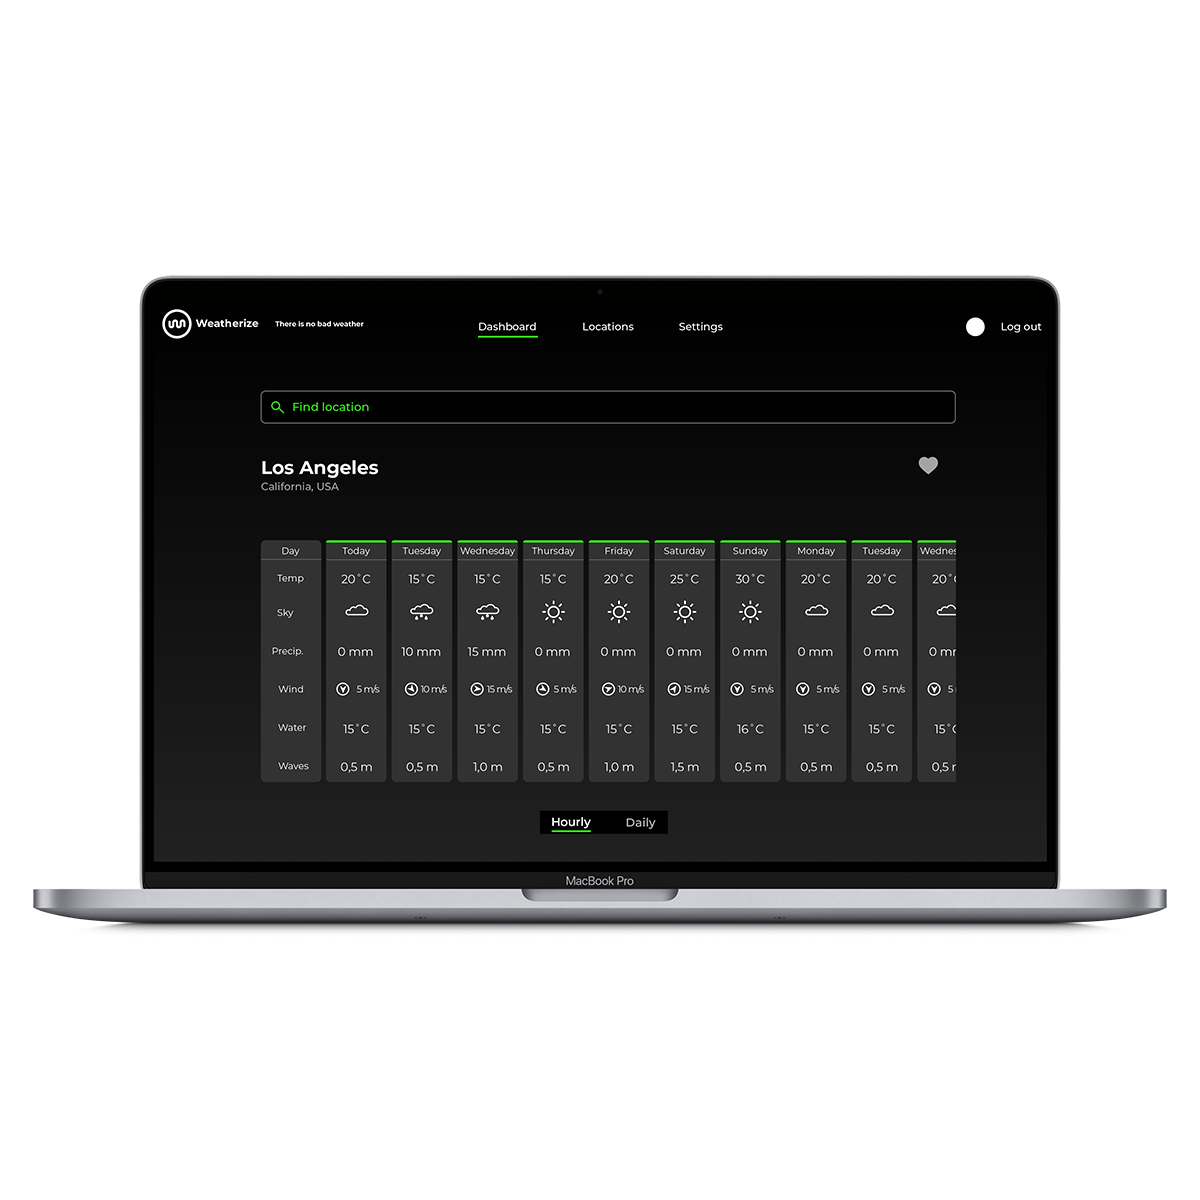 Weatherize There is no bad weather Dashboard Locations Settings Log out
Find location
Los Angeles
California, USA
Day Today Tuesday Wednesday Thursday Friday Saturday Sunday Monday Tuesday Wednes
Temp 20°C 15°C 15°C 15°C 20°C 25°C 30°C 20°C 20°C 20°C
Sky
Precip. 0 mm 10 mm 15 mm 0 mm 0 mm 0 mm 0 mm 0 mm 0 mm 0 mm
Wind 5 m/s 10 m/s 15 m/s 5 m/s 10 m/s 15 m/s 5 m/s 5 m/s 5 m/s 5
Water 15°C 15°C 15°C 15°C 15°C 15°C 16°C 15°C 15°C 15°C
Waves 0,5 m 0,5 m 1,0 m 0,5 m 1,0 m 1,5 m 0,5 m 0,5 m 0,5 m 0,5 m
Hourly Daily
MacBook Pro